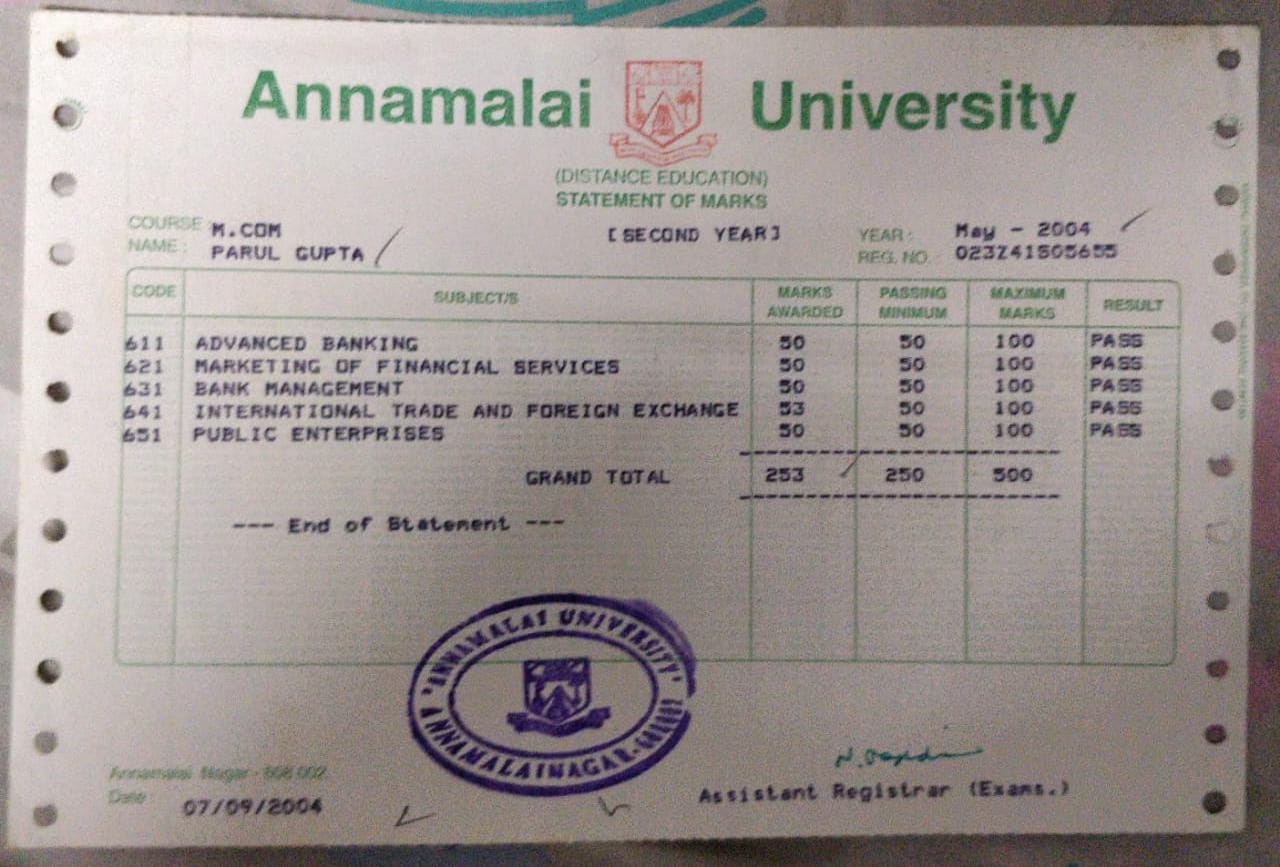 Annamalai University
(DISTANCE EDUCATION)
STATEMENT OF MARKS
COURSE : M.COM [SECOND YEAR] YEAR : May - 2004
NAME : PARUL GUPTA REG. NO. : 023Z41505655
CODE SUBJECT/S MARKS AWARDED PASSING MINIMUM MAXIMUM MARKS RESULT
611 ADVANCED BANKING 50 50 100 PASS
621 MARKETING OF FINANCIAL SERVICES 50 50 100 PASS
631 BANK MANAGEMENT 50 50 100 PASS
641 INTERNATIONAL TRADE AND FOREIGN EXCHANGE 53 50 100 PASS
651 PUBLIC ENTERPRISES 50 50 100 PASS
GRAND TOTAL 253 250 500
--- End of Statement ---
ANNAMALAI UNIVERSITY
ANNAMALAINAGAR-608002
Annamalai Nagar - 608 002
Date : 07/09/2004
Assistant Registrar (Exams.)